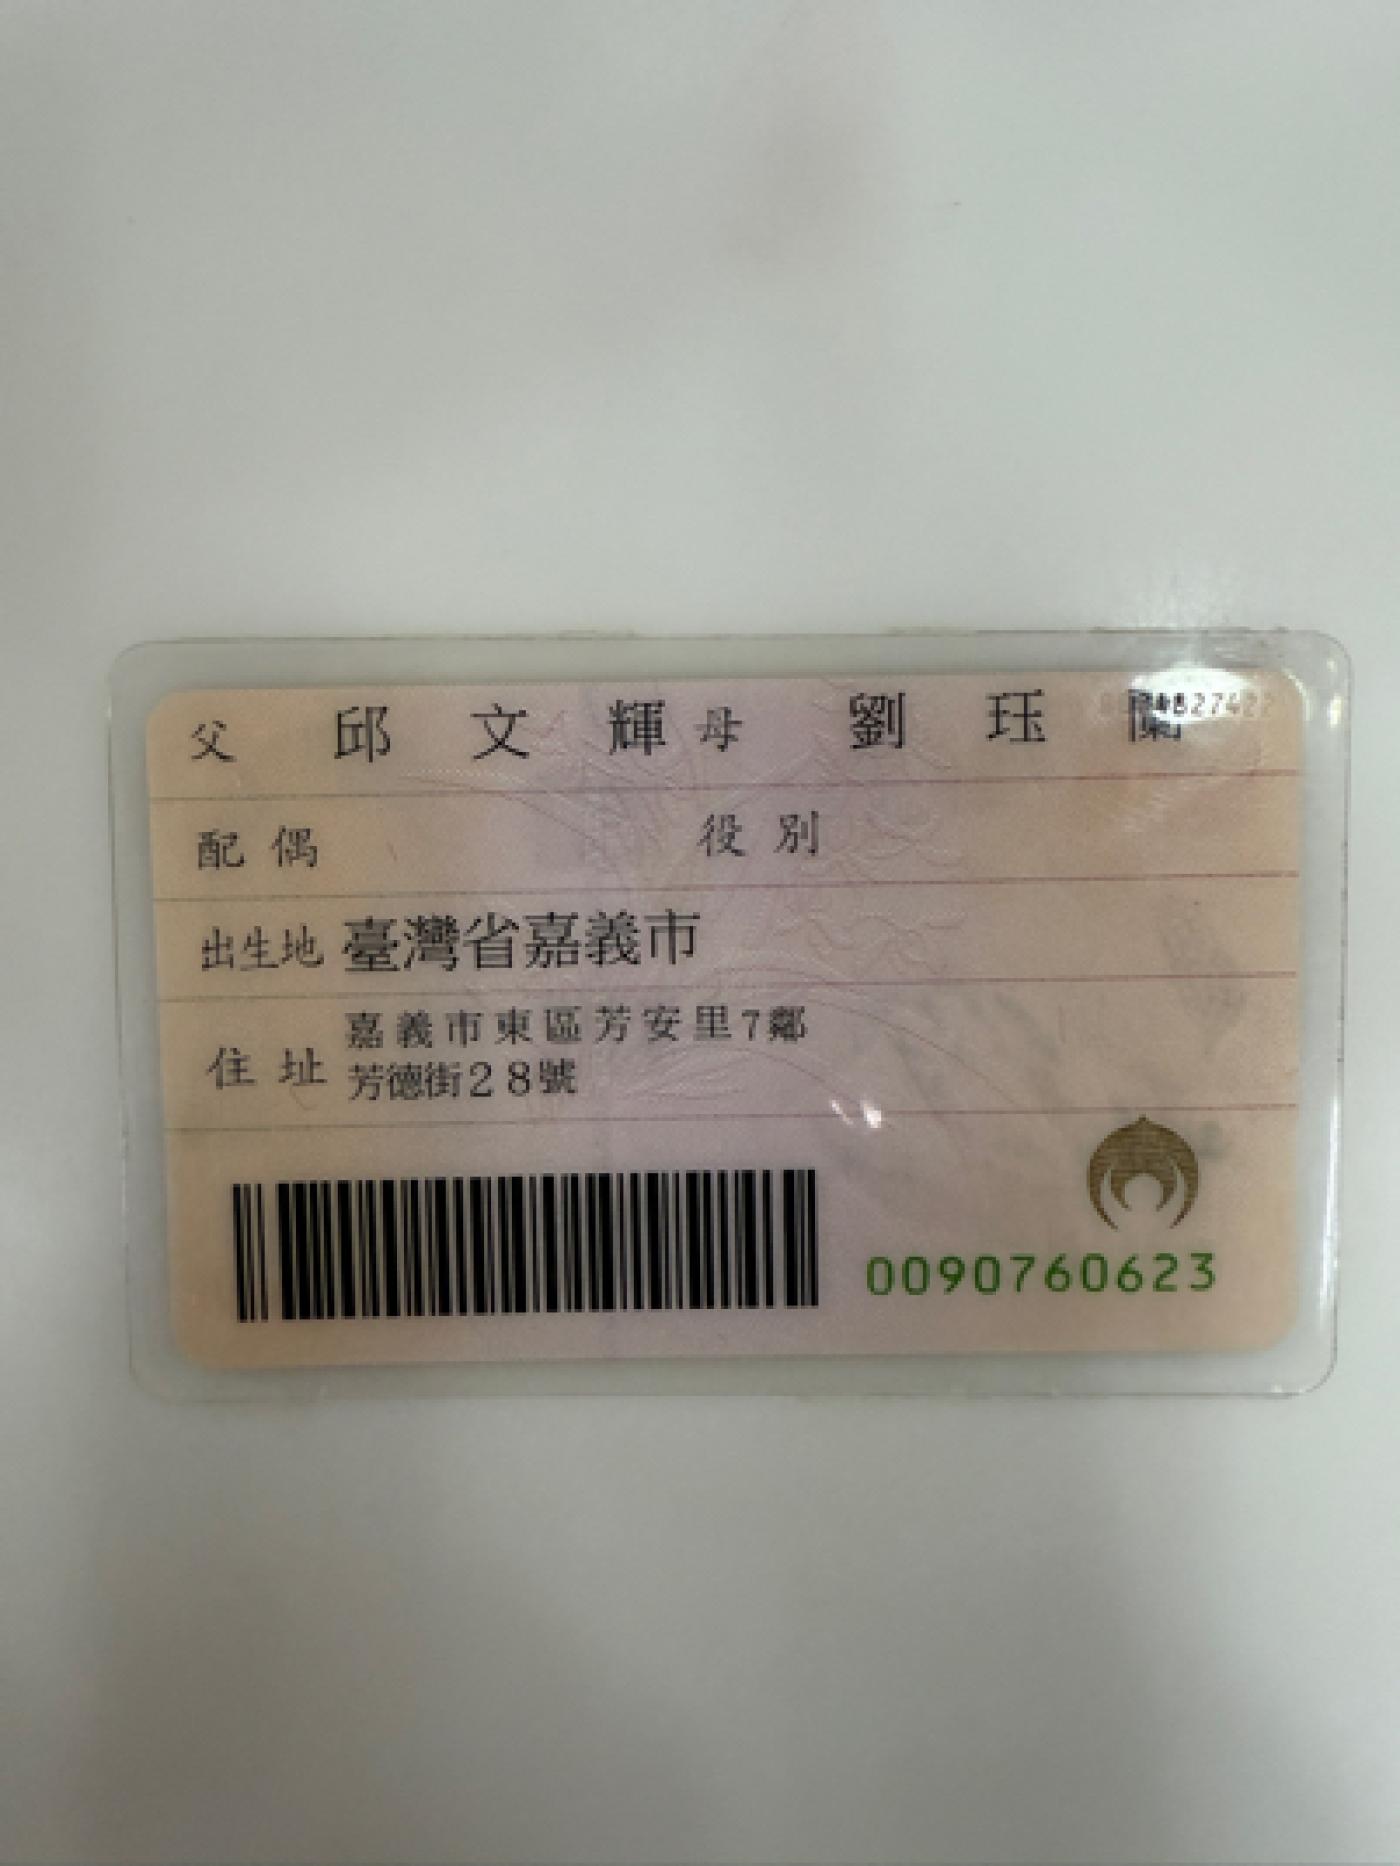 父 邱文輝 母 劉珏蘭
配偶 役別
出生地 臺灣省嘉義市
住址 嘉義市東區芳安里7鄰
芳德街28號
0090760623